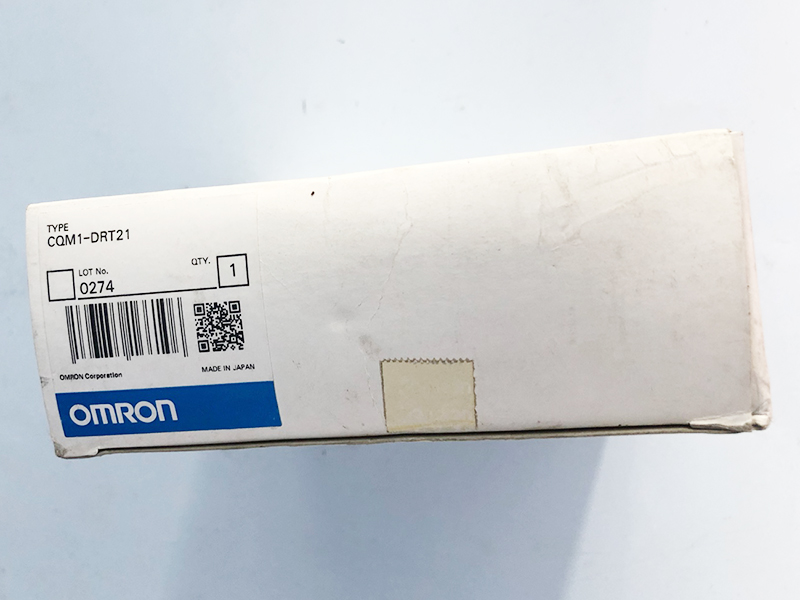 TYPE
CQM1-DRT21
LOT No.
0274
QTY.
1
OMRON Corporation
MADE IN JAPAN
OMRON